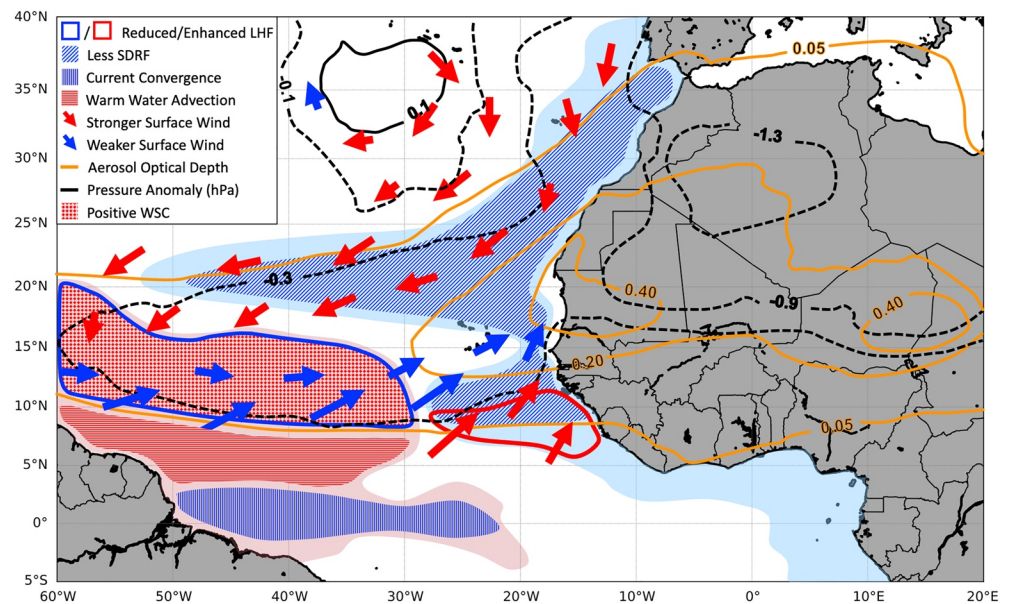 / Reduced/Enhanced LHF
Less SDRF
Current Convergence
Warm Water Advection
Stronger Surface Wind
Weaker Surface Wind
Aerosol Optical Depth
Pressure Anomaly (hPa)
Positive WSC
40°N
35°N
30°N
25°N
20°N
15°N
10°N
5°N
0°
5°S
60°W 50°W 40°W 30°W 20°W 10°W 0° 10°E 20°E
0.1
0.1
0.05
-1.3
-0.3
0.40
-0.9
0.40
0.20
0.05